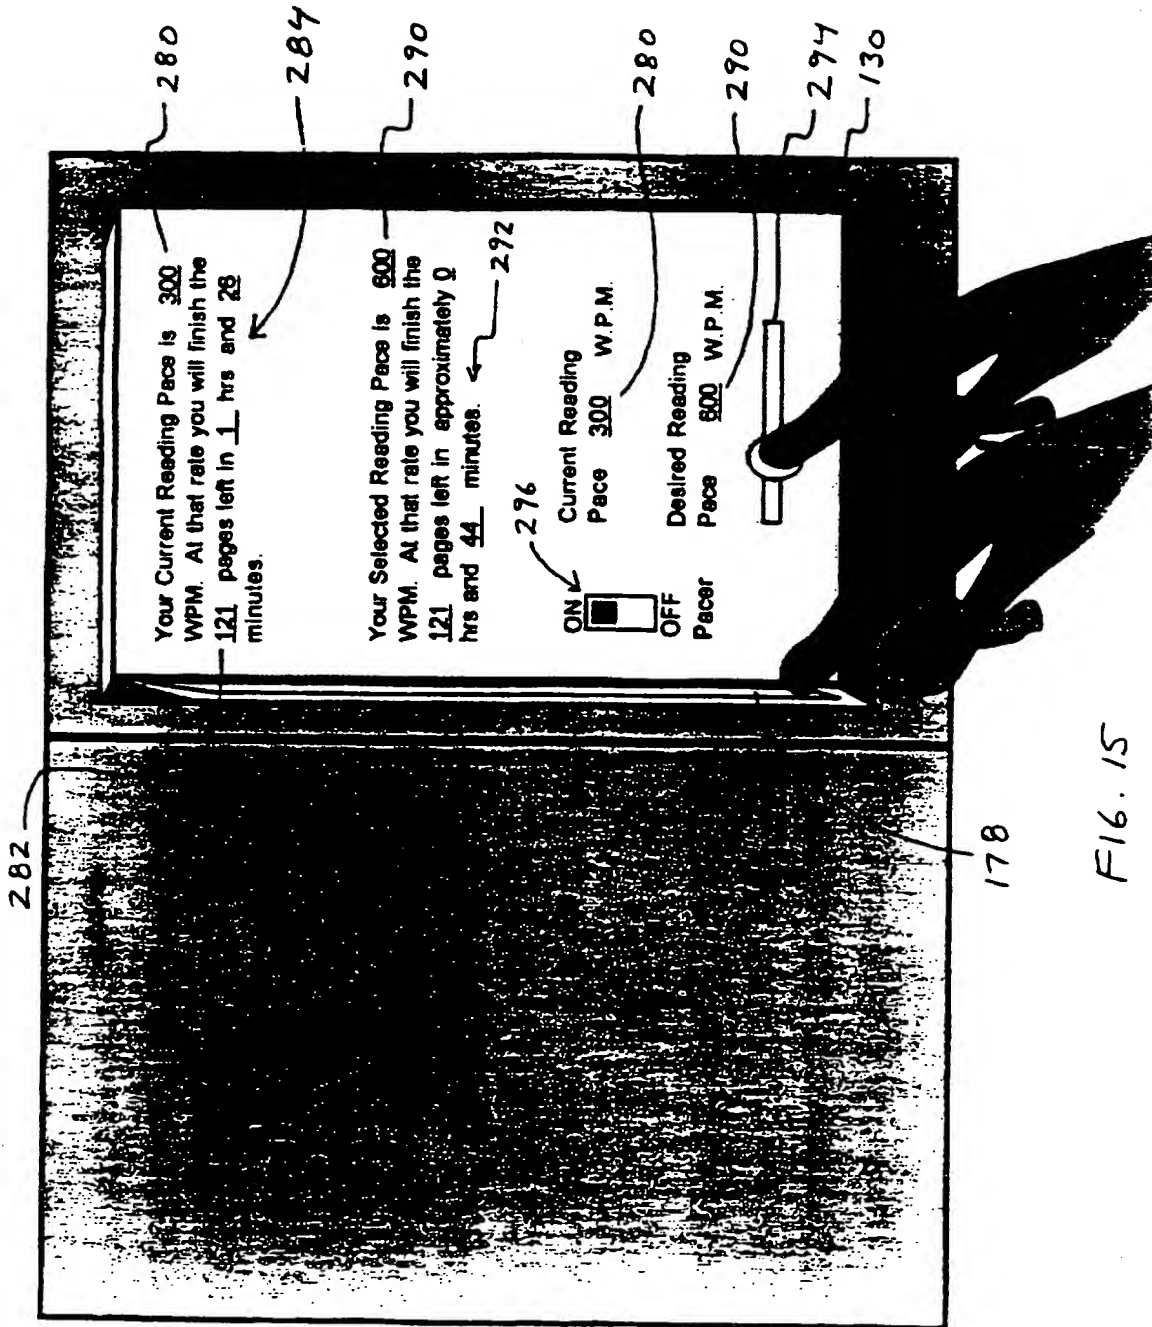 282
Your Current Reading Pace is 300
WPM. At that rate you will finish the
121 pages left in 1 hrs and 28
minutes.
280
284
Your Selected Reading Pace is 600
WPM. At that rate you will finish the
121 pages left in approximately 0
hrs and 44 minutes.
290
292
296
ON
OFF
Pacer
Current Reading
Pace 300 W.P.M.
280
Desired Reading
Pace 600 W.P.M.
290
294
130
178
FIG. 15